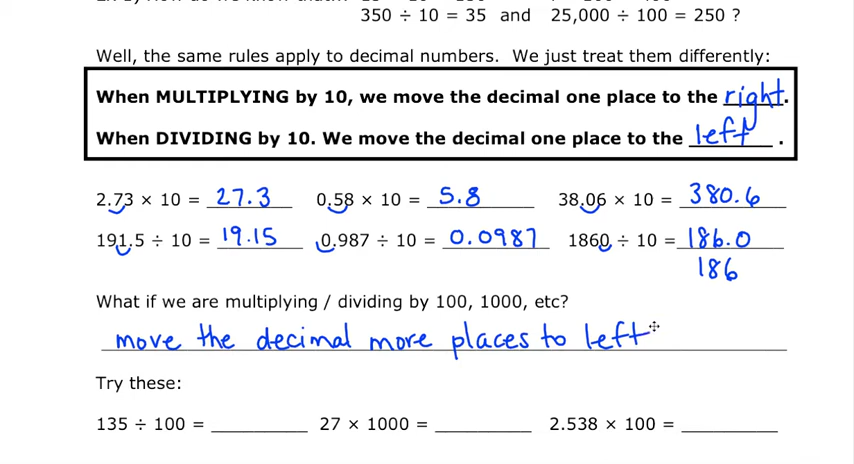 350 ÷ 10 = 35 and 25,000 ÷ 100 = 250 ?
Well, the same rules apply to decimal numbers. We just treat them differently:
When MULTIPLYING by 10, we move the decimal one place to the right.
When DIVIDING by 10. We move the decimal one place to the left.
2.73 × 10 = 27.3 0.58 × 10 = 5.8 38.06 × 10 = 380.6
191.5 ÷ 10 = 19.15 0.987 ÷ 10 = 0.0987 1860. ÷ 10 = 186.0
186
What if we are multiplying / dividing by 100, 1000, etc?
move the decimal more places to left
Try these:
135 ÷ 100 = 27 × 1000 = 2.538 × 100 =